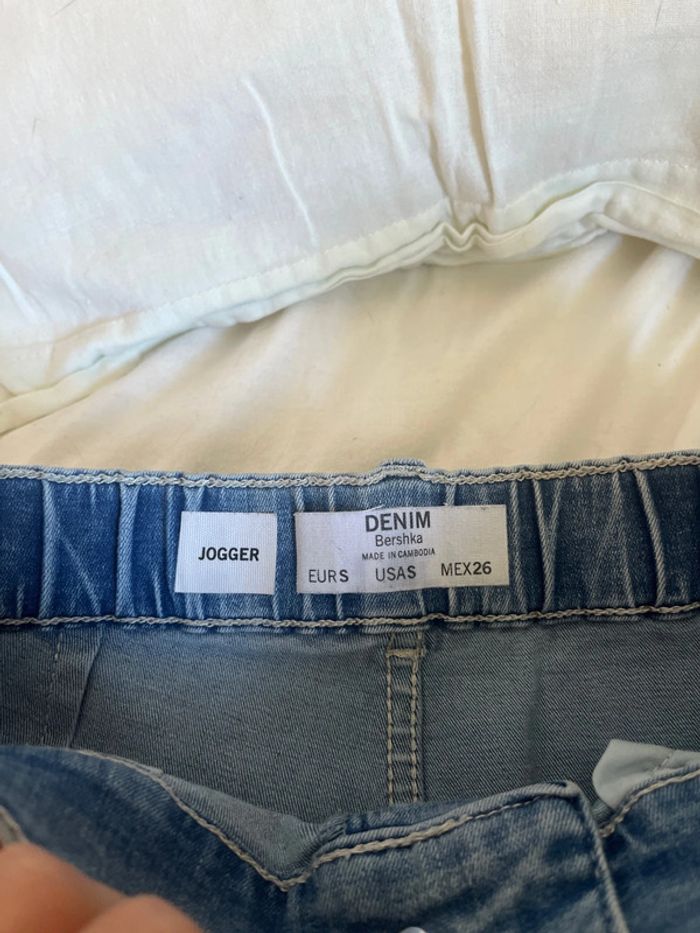 JOGGER
DENIM
Bershka
MADE IN CAMBODIA
EUR S USA S MEX 26